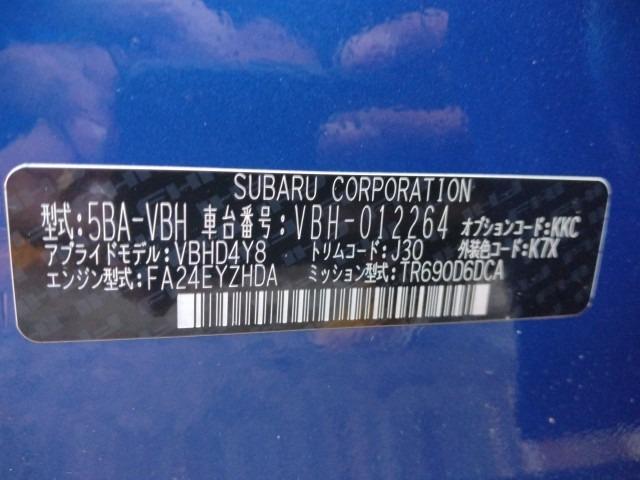 SUBARU CORPORATION
型式:5BA-VBH 車台番号:VBH-012264 オプションコード:KKC
アプライドモデル:VBHD4Y8 トリムコード:J30 外装色コード:K7X
エンジン型式:FA24EYZHDA ミッション型式:TR690D6DCA